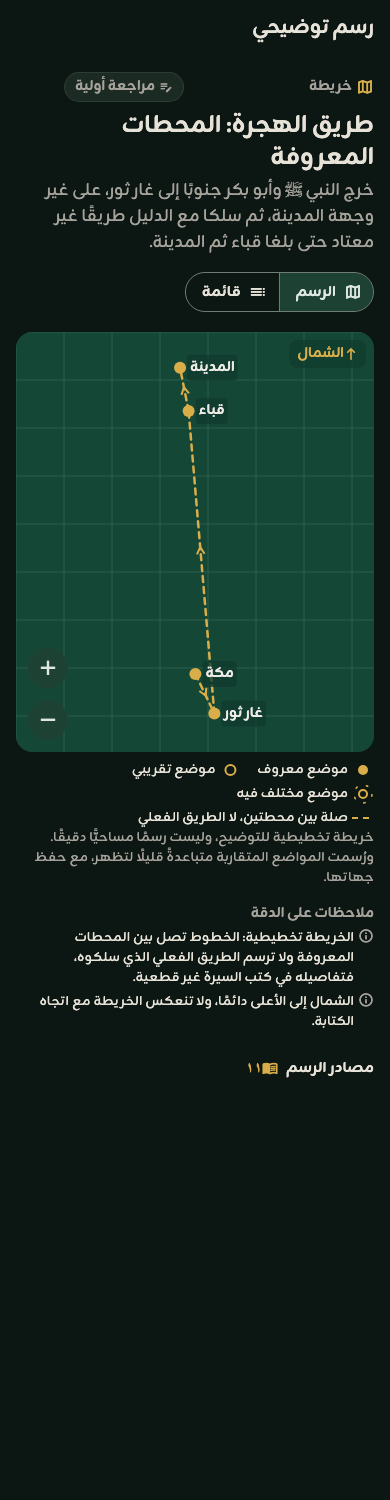 رسم توضيحي
خريطة
مراجعة أولية
طريق الهجرة: المحطات
المعروفة
خرج النبي ﷺ وأبو بكر جنوبًا إلى غار ثور، على غير
وجهة المدينة، ثم سلكا مع الدليل طريقًا غير
معتاد حتى بلغا قباء ثم المدينة.
الرسم
قائمة
↑الشمال
المدينة
قباء
مكة
غار ثور
+
−
موضع معروف
موضع تقريبي
موضع مختلف فيه
صلة بين محطتين، لا الطريق الفعلي
خريطة تخطيطية للتوضيح، وليست رسمًا مساحيًّا دقيقًا.
ورُسمت المواضع المتقاربة متباعدةً قليلًا لتظهر، مع حفظ
جهاتها.
ملاحظات على الدقة
الخريطة تخطيطية: الخطوط تصل بين المحطات
المعروفة ولا ترسم الطريق الفعلي الذي سلكوه،
فتفاصيله في كتب السيرة غير قطعية.
الشمال إلى الأعلى دائمًا، ولا تنعكس الخريطة مع اتجاه
الكتابة.
مصادر الرسم
١١